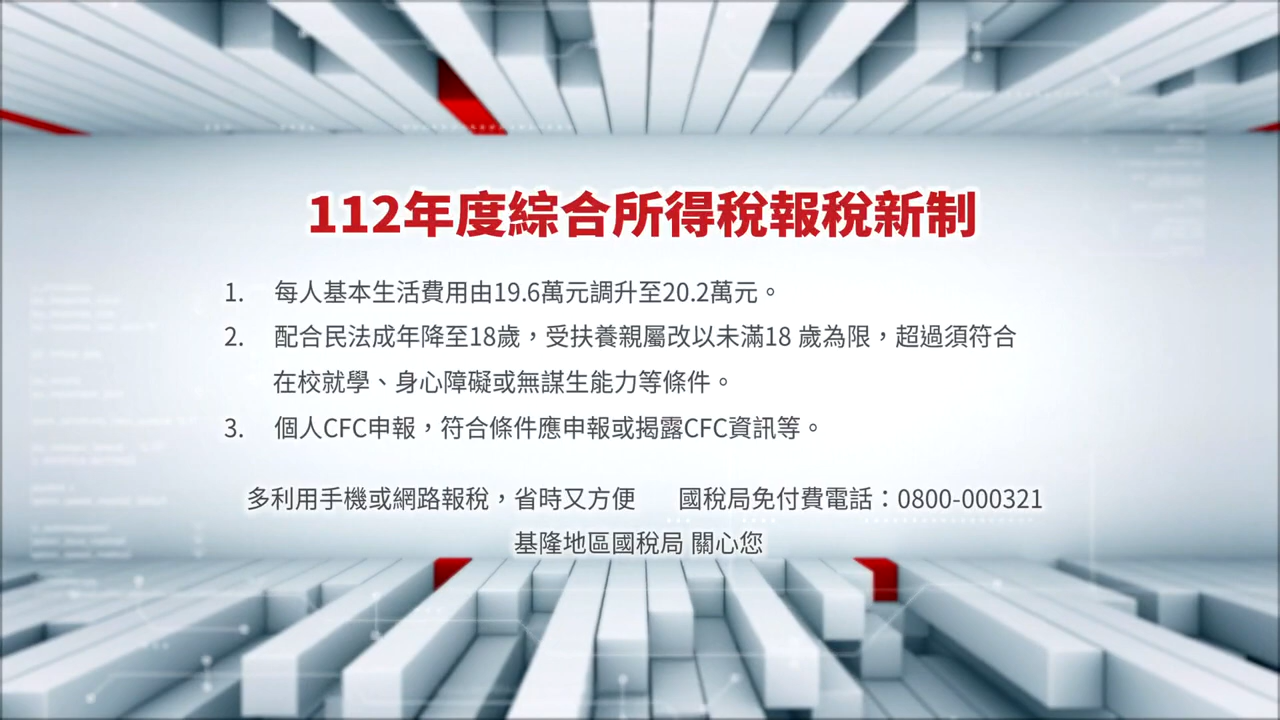 112年度綜合所得稅報稅新制
1. 每人基本生活費用由19.6萬元調升至20.2萬元。
2. 配合民法成年降至18歲，受扶養親屬改以未滿18 歲為限，超過須符合
在校就學、身心障礙或無謀生能力等條件。
3. 個人CFC申報，符合條件應申報或揭露CFC資訊等。
多利用手機或網路報稅，省時又方便 國稅局免付費電話：0800-000321
基隆地區國稅局 關心您